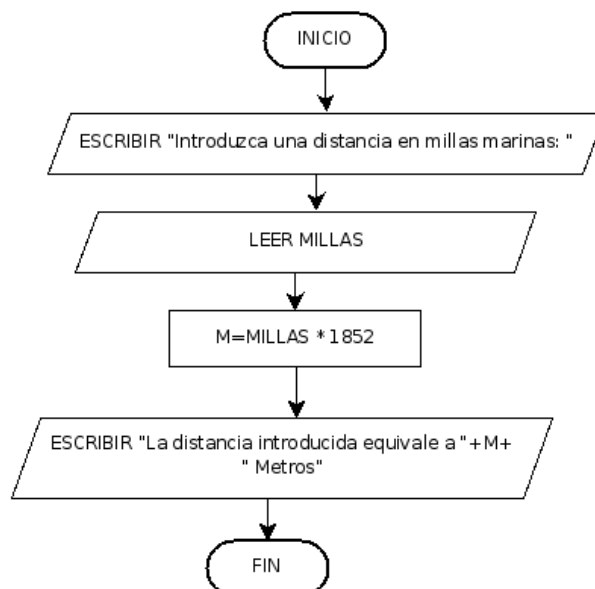 INICIO
ESCRIBIR "Introduzca una distancia en millas marinas: "
LEER MILLAS
M=MILLAS * 1852
ESCRIBIR "La distancia introducida equivale a "+M+
" Metros"
FIN